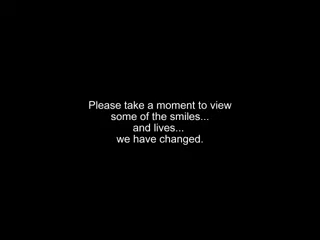 Please take a moment to view
some of the smiles...
and lives...
we have changed.